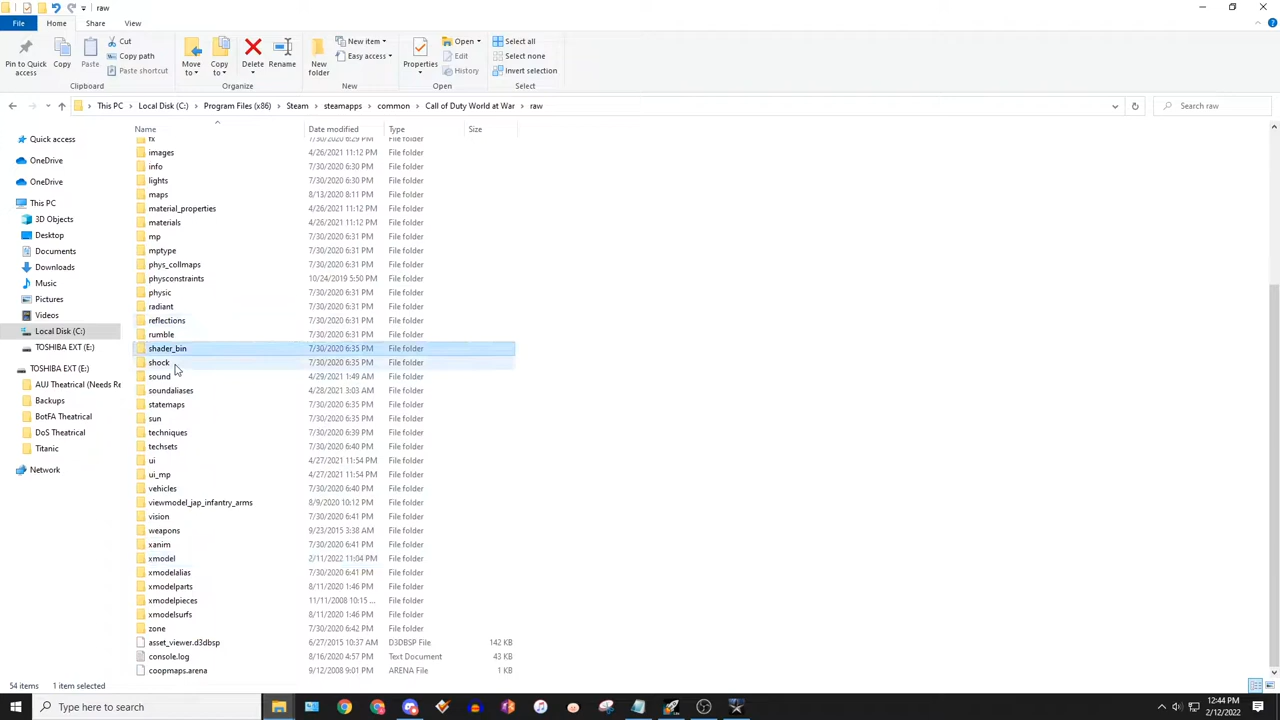 raw
File
Home
Share
View
Pin to Quick access
Copy
Paste
Cut
Copy path
Paste shortcut
Clipboard
Move to
Copy to
Delete
Rename
Organize
New folder
New item
Easy access
New
Properties
Open
Edit
History
Open
Select all
Select none
Invert selection
Select
This PC
Local Disk (C:)
Program Files (x86)
Steam
steamapps
common
Call of Duty World at War
raw
Search raw
Quick access
OneDrive
OneDrive
This PC
3D Objects
Desktop
Documents
Downloads
Music
Pictures
Videos
Local Disk (C:)
TOSHIBA EXT (E:)
TOSHIBA EXT (E:)
AUJ Theatrical (Needs Re
Backups
BotFA Theatrical
DoS Theatrical
Titanic
Network
Name Date modified Type Size
fx 7/30/2020 6:29 PM File folder
images 4/26/2021 11:12 PM File folder
info 7/30/2020 6:30 PM File folder
lights 7/30/2020 6:30 PM File folder
maps 8/13/2020 8:11 PM File folder
material_properties 4/26/2021 11:12 PM File folder
materials 4/26/2021 11:12 PM File folder
mp 7/30/2020 6:31 PM File folder
mptype 7/30/2020 6:31 PM File folder
phys_collmaps 7/30/2020 6:31 PM File folder
physconstraints 10/24/2019 5:50 PM File folder
physic 7/30/2020 6:31 PM File folder
radiant 7/30/2020 6:31 PM File folder
reflections 7/30/2020 6:31 PM File folder
rumble 7/30/2020 6:31 PM File folder
shader_bin 7/30/2020 6:35 PM File folder
shock 7/30/2020 6:35 PM File folder
sound 4/29/2021 1:49 AM File folder
soundaliases 4/28/2021 3:03 AM File folder
statemaps 7/30/2020 6:35 PM File folder
sun 7/30/2020 6:35 PM File folder
techniques 7/30/2020 6:39 PM File folder
techsets 7/30/2020 6:40 PM File folder
ui 4/27/2021 11:54 PM File folder
ui_mp 4/27/2021 11:54 PM File folder
vehicles 7/30/2020 6:40 PM File folder
viewmodel_jap_infantry_arms 8/9/2020 10:12 PM File folder
vision 7/30/2020 6:41 PM File folder
weapons 9/23/2015 3:38 AM File folder
xanim 7/30/2020 6:41 PM File folder
xmodel 2/11/2022 11:04 PM File folder
xmodelalias 7/30/2020 6:41 PM File folder
xmodelparts 8/11/2020 1:46 PM File folder
xmodelpieces 11/11/2008 10:15 ... File folder
xmodelsurfs 8/11/2020 1:46 PM File folder
zone 7/30/2020 6:42 PM File folder
asset_viewer.d3dbsp 6/27/2015 10:37 AM D3DBSP File 142 KB
console.log 8/16/2020 4:57 PM Text Document 43 KB
coopmaps.arena 9/12/2008 9:01 PM ARENA File 1 KB
54 items 1 item selected
Type here to search
12:44 PM
2/12/2022